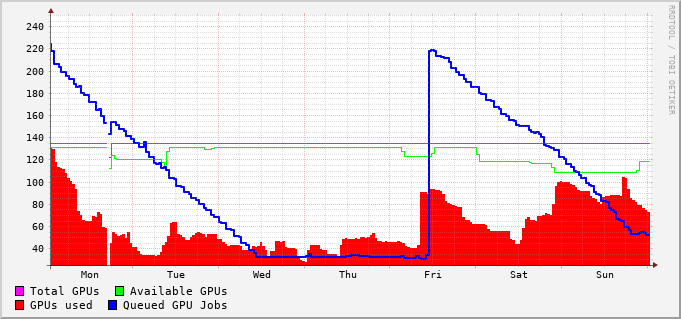 240
220
200
180
160
140
120
100
80
60
40
Mon Tue Wed Thu Fri Sat Sun
Total GPUs Available GPUs
GPUs used Queued GPU Jobs
RRDTOOL / TOBI OETIKER